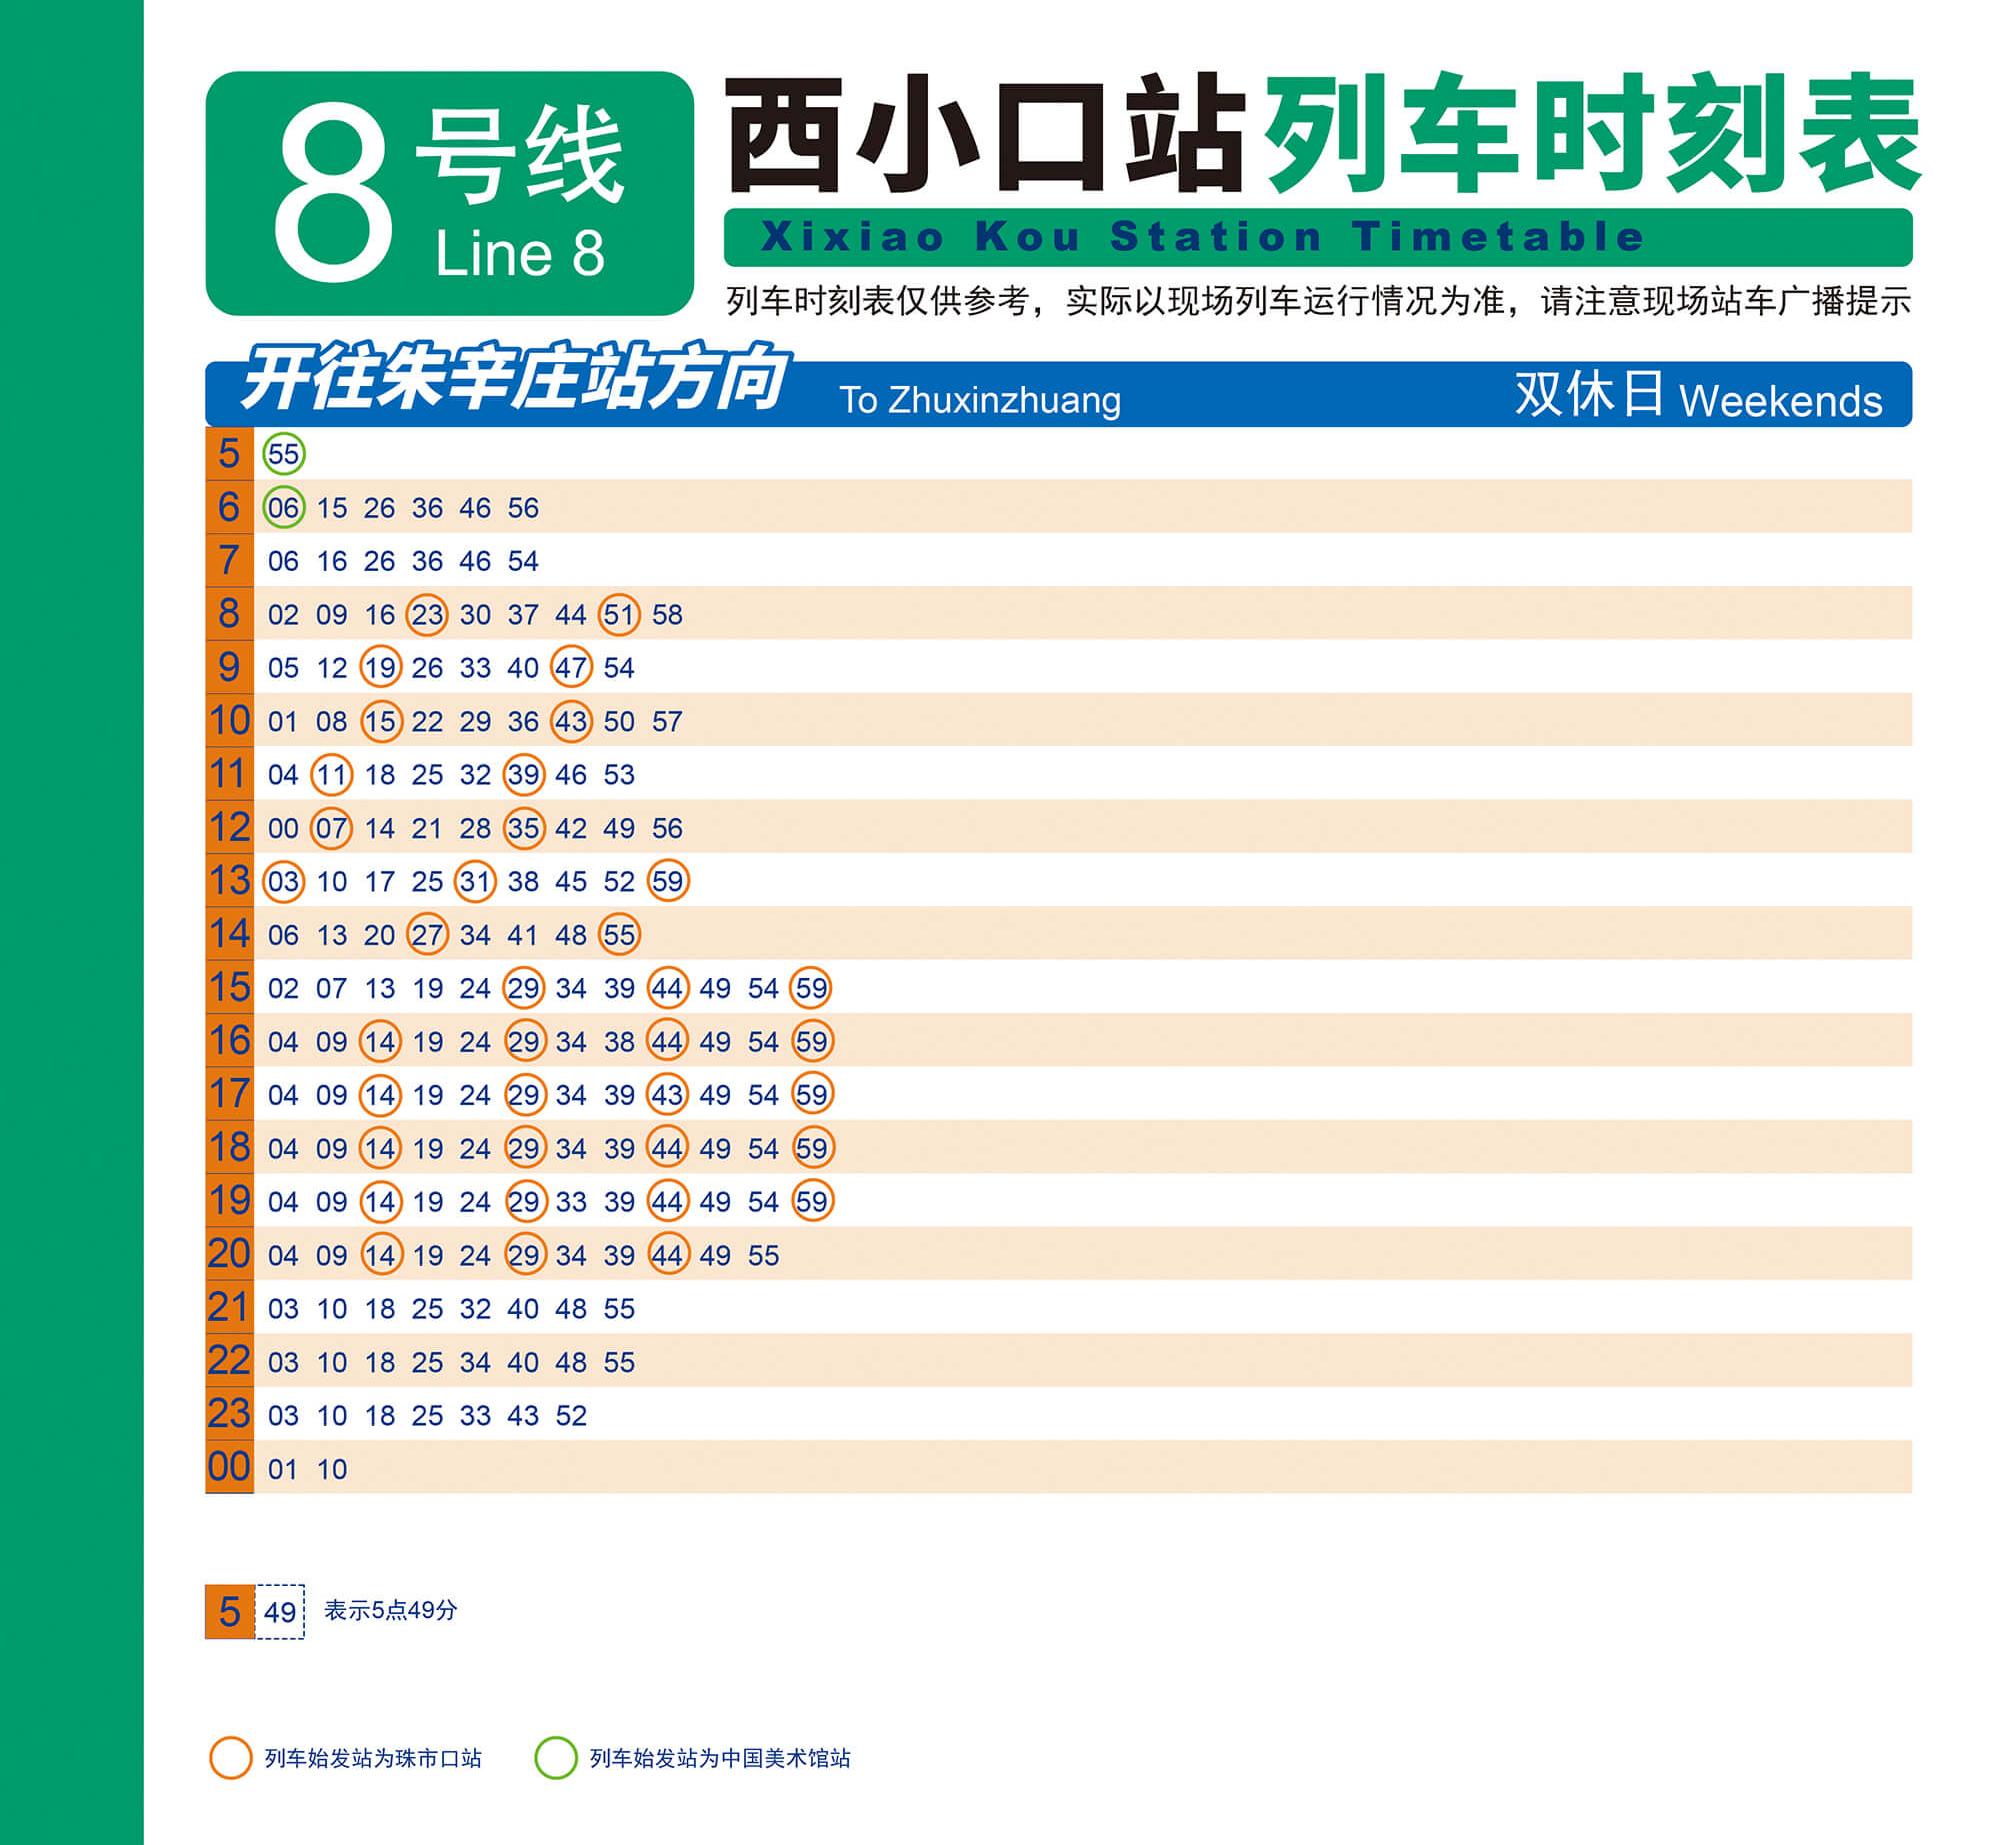 8号线
Line 8
西小口站列车时刻表
Xixiao Kou Station Timetable
列车时刻表仅供参考，实际以现场列车运行情况为准，请注意现场站车广播提示
开往朱辛庄站方向 To Zhuxinzhuang 双休日 Weekends
5 55
6 06 15 26 36 46 56
7 06 16 26 36 46 54
8 02 09 16 23 30 37 44 51 58
9 05 12 19 26 33 40 47 54
10 01 08 15 22 29 36 43 50 57
11 04 11 18 25 32 39 46 53
12 00 07 14 21 28 35 42 49 56
13 03 10 17 25 31 38 45 52 59
14 06 13 20 27 34 41 48 55
15 02 07 13 19 24 29 34 39 44 49 54 59
16 04 09 14 19 24 29 34 38 44 49 54 59
17 04 09 14 19 24 29 34 39 43 49 54 59
18 04 09 14 19 24 29 34 39 44 49 54 59
19 04 09 14 19 24 29 33 39 44 49 54 59
20 04 09 14 19 24 29 34 39 44 49 55
21 03 10 18 25 32 40 48 55
22 03 10 18 25 34 40 48 55
23 03 10 18 25 33 43 52
00 01 10
5 49 表示5点49分
列车始发站为珠市口站 列车始发站为中国美术馆站